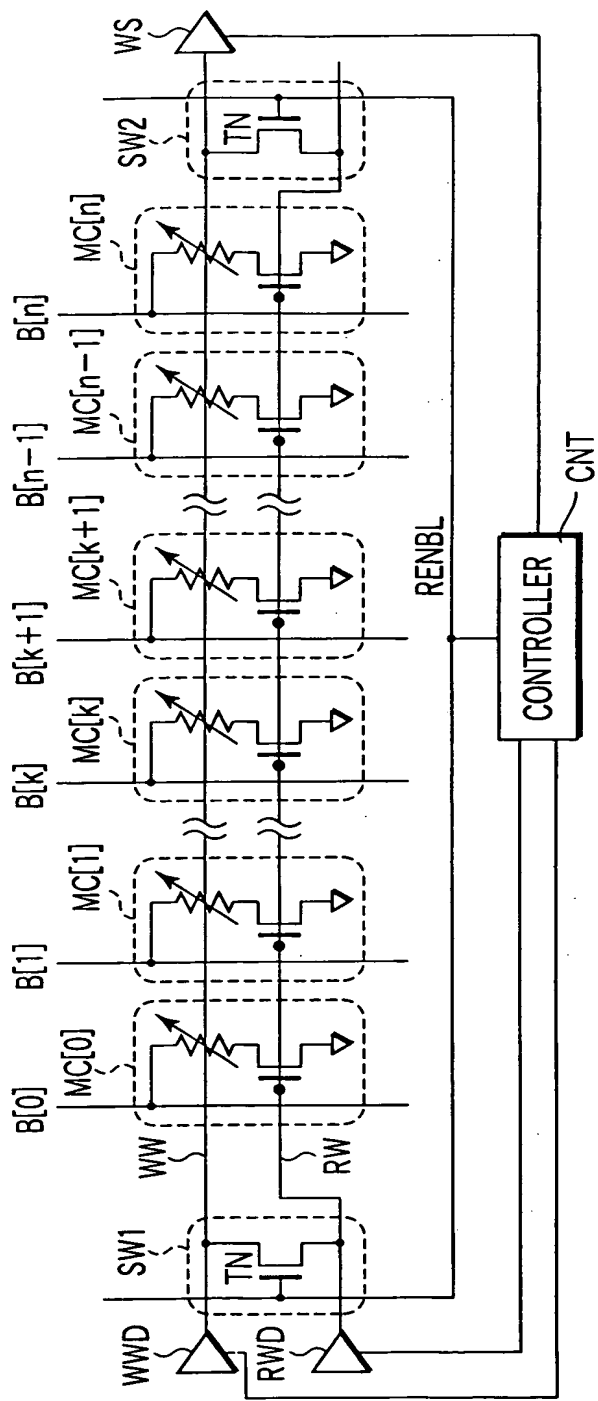 B[0]
B[1]
B[k]
B[k+1]
B[n-1]
B[n]
MC[0]
MC[1]
MC[k]
MC[k+1]
MC[n-1]
MC[n]
SW1
SW2
WS
WWD
WW
TN
TN
RWD
RW
RENBL
CONTROLLER
CNT